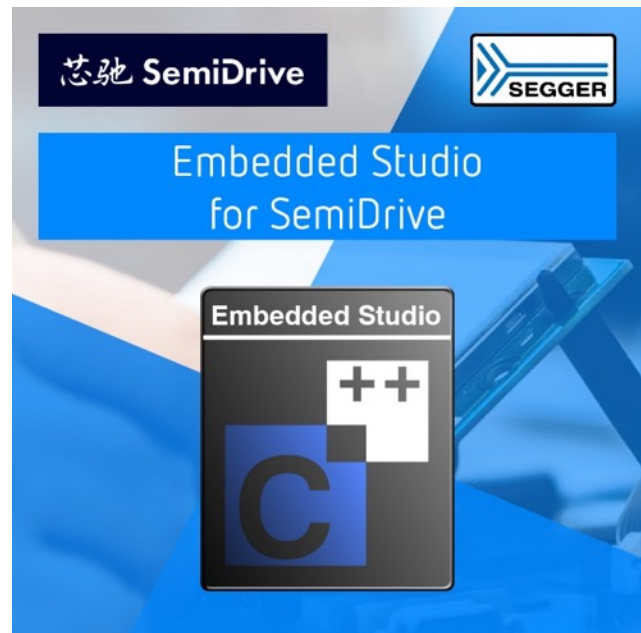 芯驰 SemiDrive
SEGGER
Embedded Studio
for SemiDrive
Embedded Studio
++
C